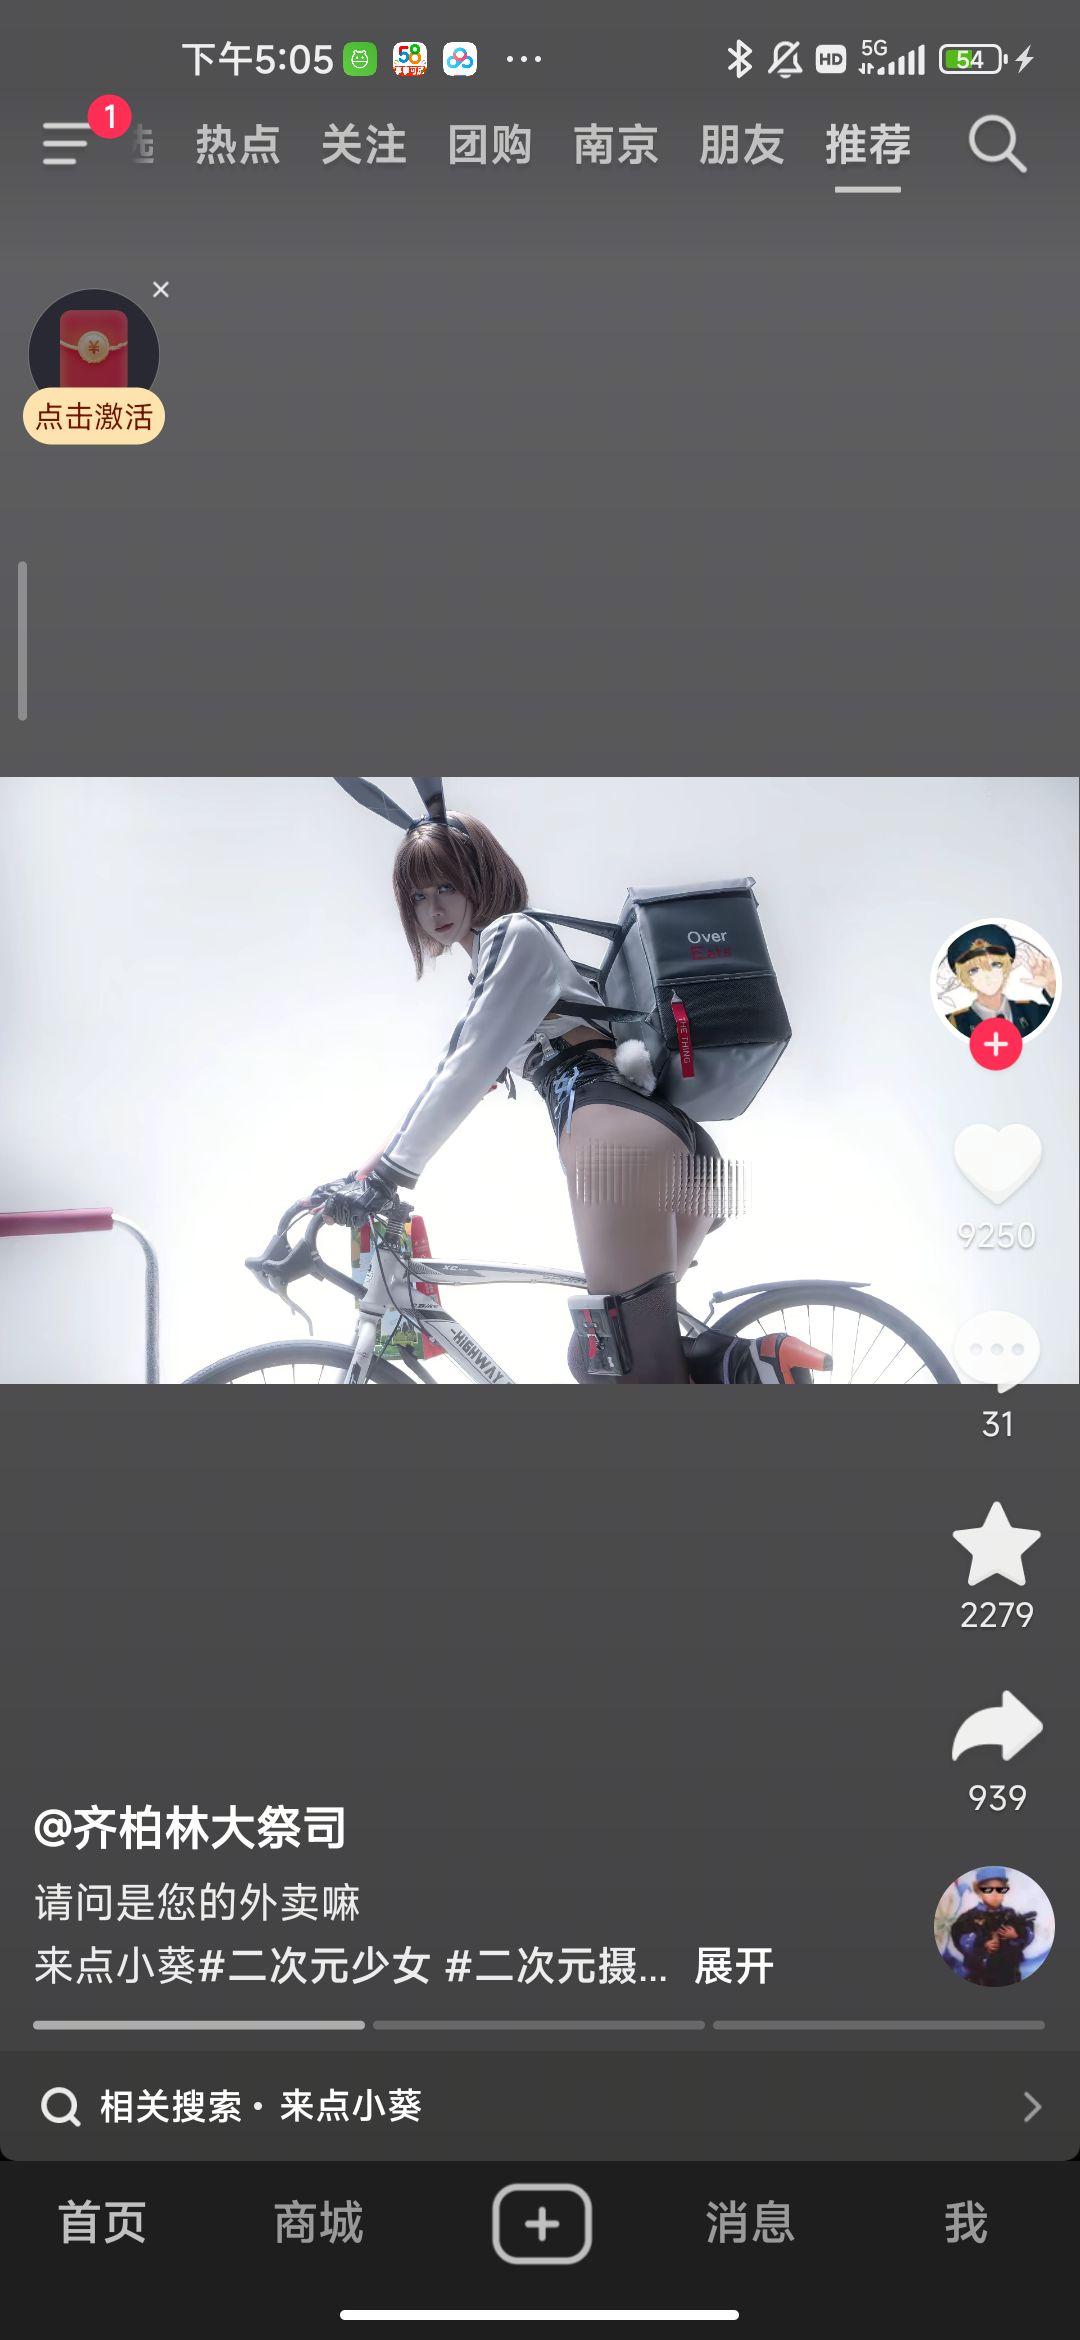 下午5:05
58
HD
5G
54
1
热点 关注 团购 南京 朋友 推荐
¥
点击激活
Over
Eats
THE THING
XC
-HIGHWAY
9250
31
2279
939
@齐柏林大祭司
请问是您的外卖嘛
来点小葵#二次元少女 #二次元摄... 展开
相关搜索· 来点小葵
首页 商城 消息 我